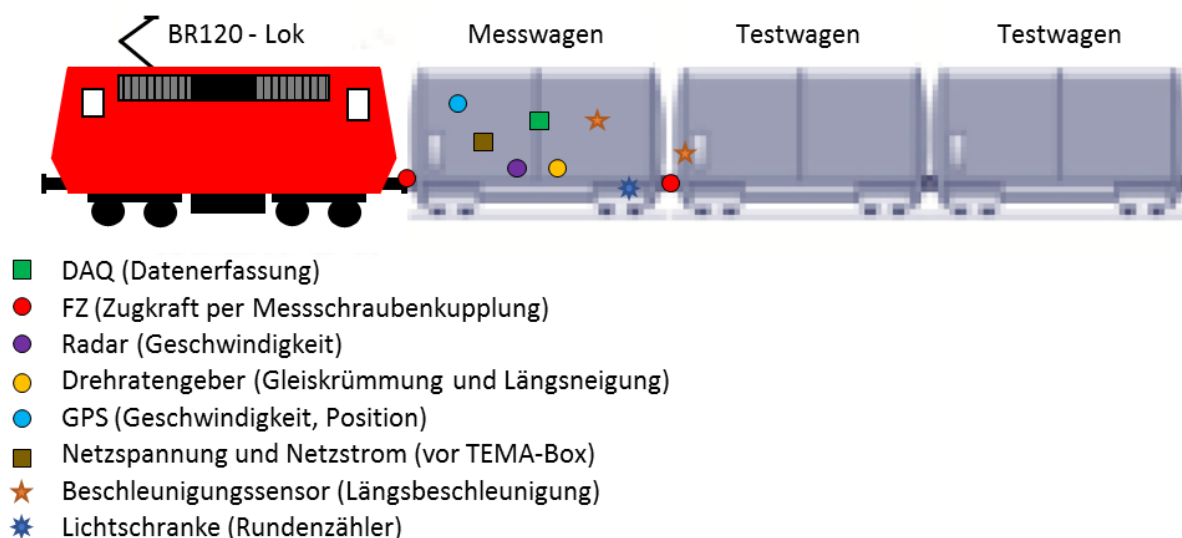 BR120 - Lok Messwagen Testwagen Testwagen
DAQ (Datenerfassung)
FZ (Zugkraft per Messschraubenkupplung)
Radar (Geschwindigkeit)
Drehratengeber (Gleiskrümmung und Längsneigung)
GPS (Geschwindigkeit, Position)
Netzspannung und Netzstrom (vor TEMA-Box)
Beschleunigungssensor (Längsbeschleunigung)
Lichtschranke (Rundenzähler)